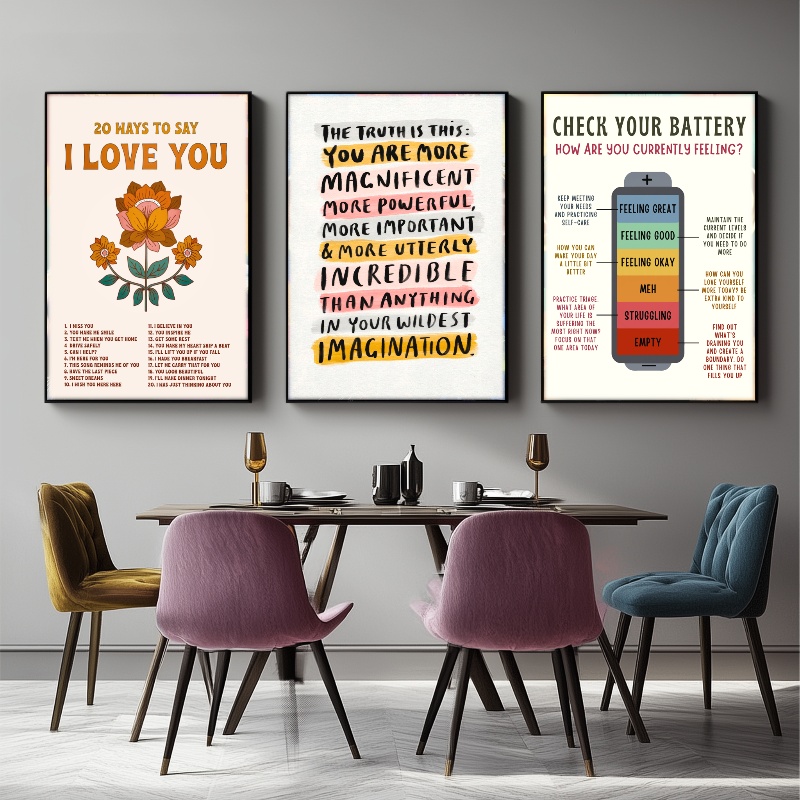 20 WAYS TO SAY
I LOVE YOU
1. I MISS YOU
2. YOU MAKE ME SMILE
3. TEXT ME WHEN YOU GET HOME
4. DRIVE SAFELY
5. CAN I HELP?
6. I'M HERE FOR YOU
7. THIS SONG REMINDS ME OF YOU
8. HAVE THE LAST PIECE
9. SWEET DREAMS
10. I WISH YOU WERE HERE
11. I BELIEVE IN YOU
12. YOU INSPIRE ME
13. GET SOME REST
14. YOU MAKE MY HEART SKIP A BEAT
15. I'LL LIFT YOU UP IF YOU FALL
16. I MADE YOU BREAKFAST
17. LET ME CARRY THAT FOR YOU
18. YOU LOOK BEAUTIFUL
19. I'LL MAKE DINNER TONIGHT
20. I WAS JUST THINKING ABOUT YOU
THE TRUTH IS THIS:
YOU ARE MORE
MAGNIFICENT
MORE POWERFUL,
MORE IMPORTANT
& MORE UTTERLY
INCREDIBLE
THAN ANYTHING
IN YOUR WILDEST
IMAGINATION.
CHECK YOUR BATTERY
HOW ARE YOU CURRENTLY FEELING?
+
KEEP MEETING
YOUR NEEDS
AND PRACTICING
SELF-CARE
FEELING GREAT
MAINTAIN THE
CURRENT LEVELS
AND DECIDE IF
YOU NEED TO DO
MORE
FEELING GOOD
HOW YOU CAN
MAKE YOUR DAY
A LITTLE BIT
BETTER
FEELING OKAY
HOW CAN YOU
LOVE YOURSELF
MORE TODAY? BE
EXTRA KIND TO
YOURSELF
MEH
PRACTICE TRIAGE.
WHAT AREA OF
YOUR LIFE IS
SUFFERING THE
MOST RIGHT NOW?
FOCUS ON THAT
ONE AREA TODAY.
STRUGGLING
FIND OUT
WHAT'S
DRAINING YOU
AND CREATE A
BOUNDARY. DO
ONE THING THAT
FILLS YOU UP
EMPTY
–